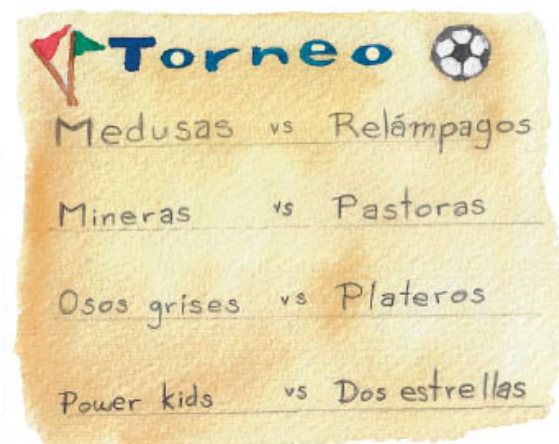 Torneo
Medusas vs Relámpagos
Mineras vs Pastoras
Osos grises vs Plateros
Power kids vs Dos estrellas